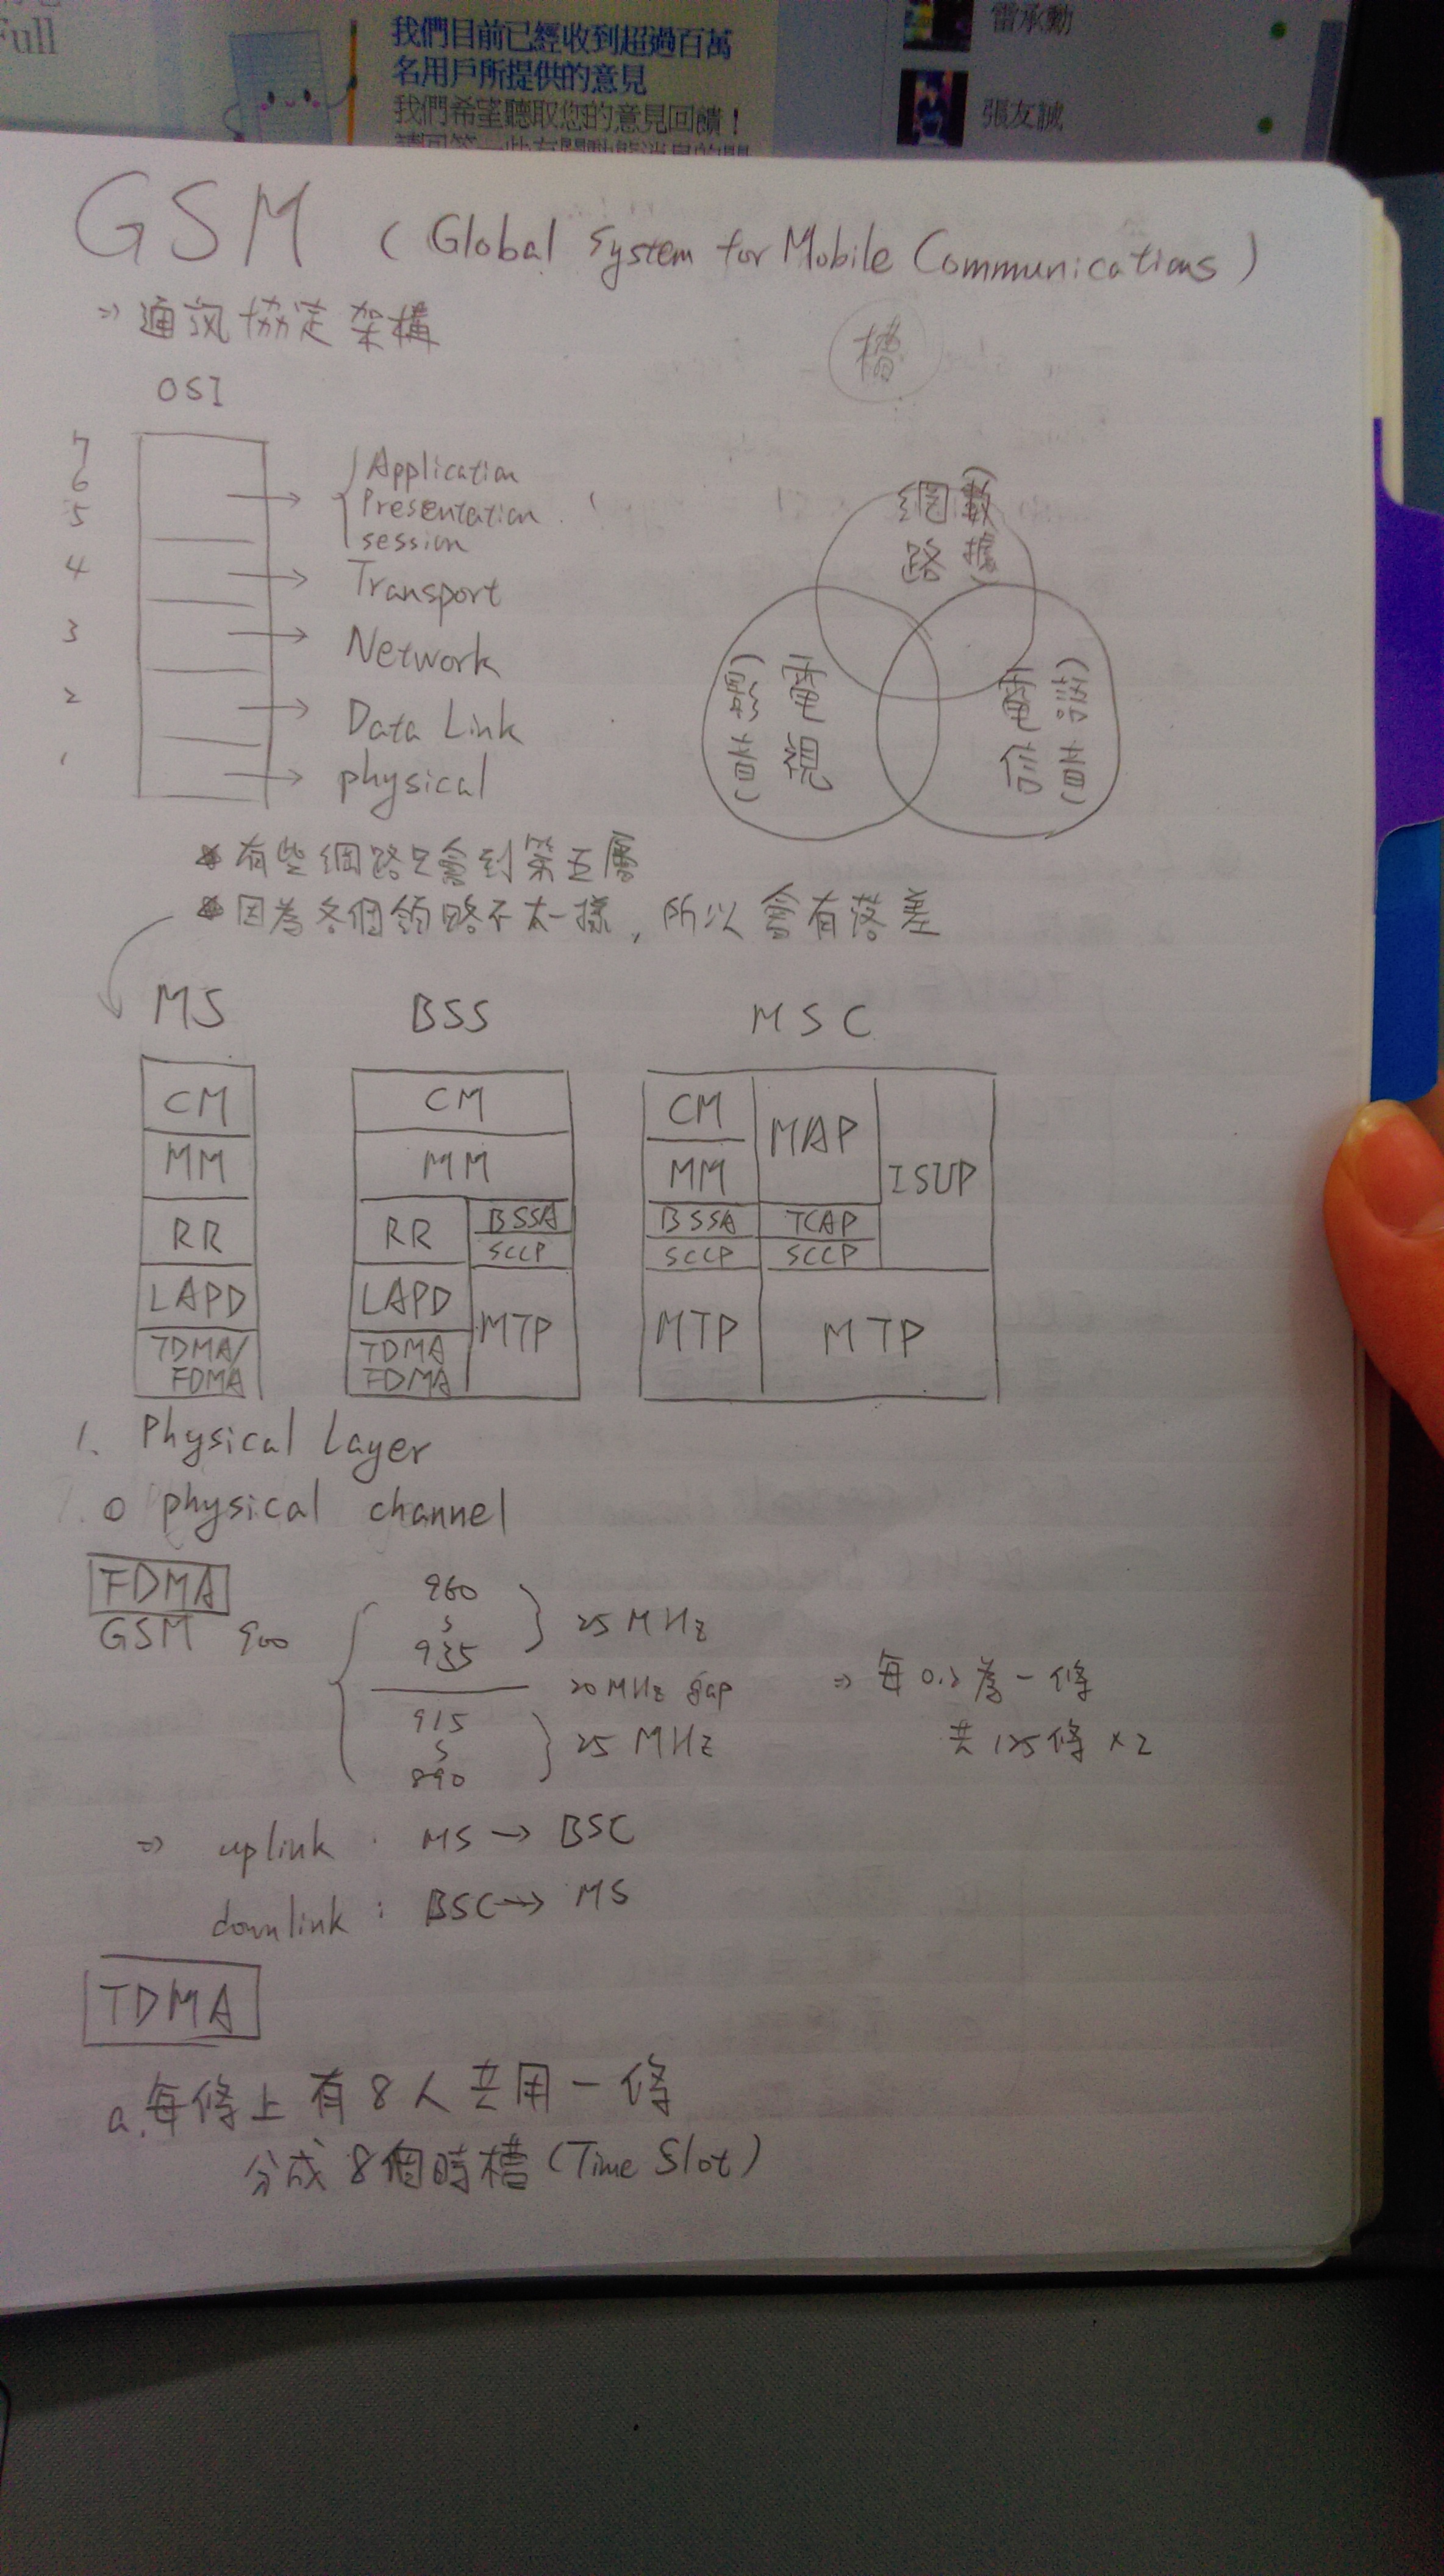 Full
我們目前已經收到超過百萬
名用戶所提供的意見
我們希望聽取您的意見回饋！
雷承勳
張友誠
GSM (Global System for Mobile Communications)
⇒ 通訊協定架構
槽
OSI
7
6
5
4
3
2
1
Application
Presentation
session
Transport
Network
Data Link
physical
網路 (數據)
電視 (影音)
電信 (語音)
* 有些網路只會到第五層
* 因為各個領略不太一樣，所以會有落差
MS
CM
MM
RR
LAPD
TDMA/
FDMA
BSS
CM
MM
RR
BSSA
SCCP
LAPD
MTP
TDMA
FDMA
MSC
CM
MAP
ISUP
MM
BSSA
TCAP
SCCP
SCCP
MTP
MTP
1. Physical Layer
o physical channel
FDMA
GSM 900
960
935
25 MHz
20 MHz gap
915
890
25 MHz
⇒ 每0.2為一條
共125條 ×2
⇒ uplink : MS → BSC
downlink : BSC → MS
TDMA
a. 每條上有8人共用一條
分成8個時槽 (Time Slot)